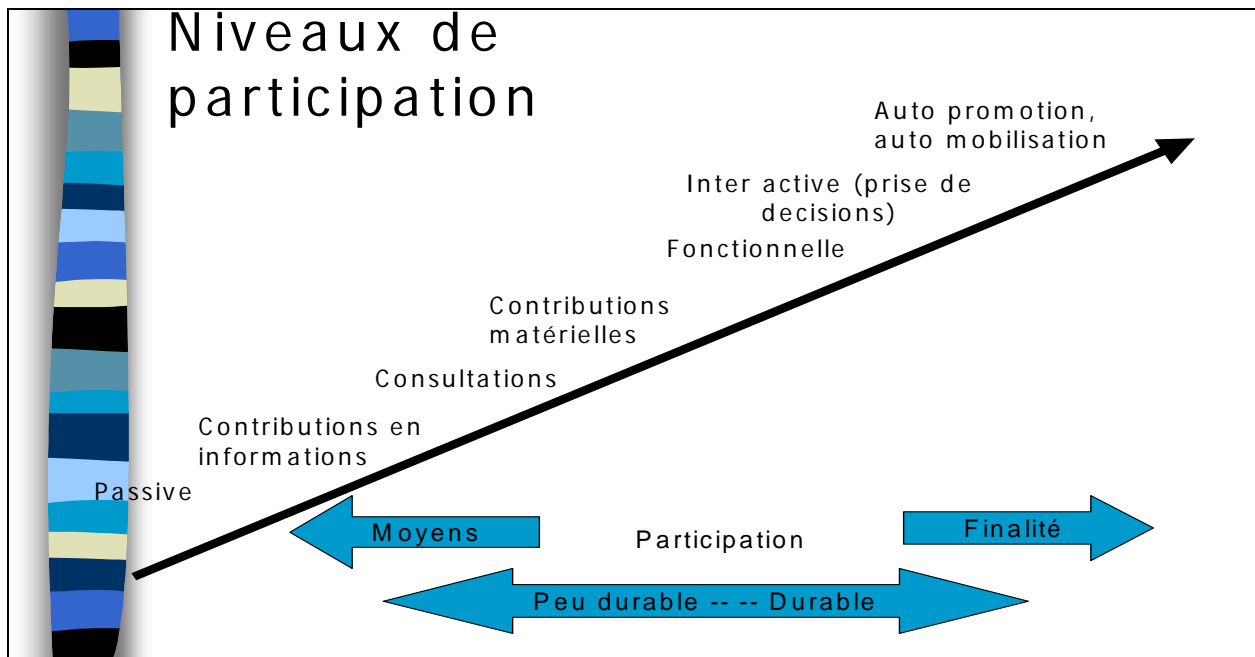 Niveaux de
participation
Auto promotion,
auto mobilisation
Inter active (prise de
decisions)
Fonctionnelle
Contributions
matérielles
Consultations
Contributions en
informations
Passive
Moyens
Participation
Finalité
Peu durable -- -- Durable